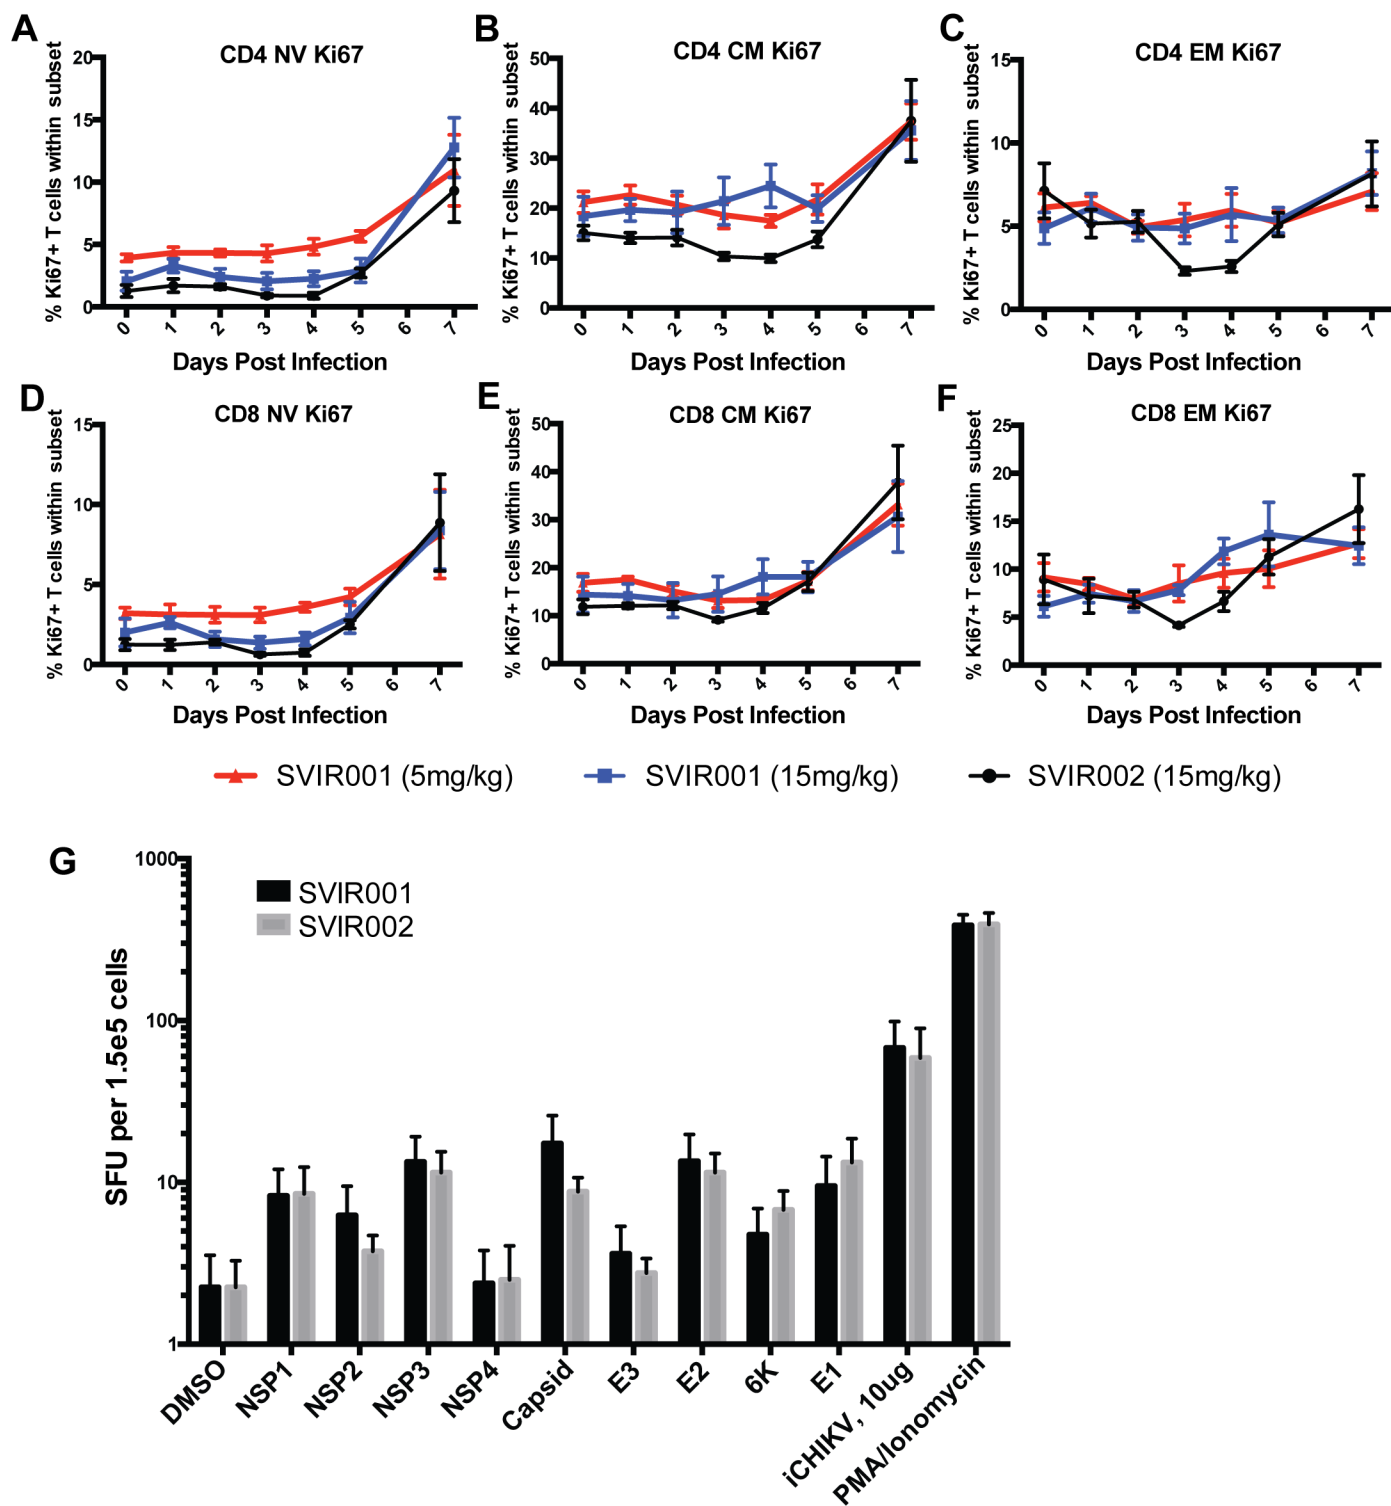 A
CD4 NV Ki67
% Ki67+ T cells within subset
20
15
10
5
0
0 1 2 3 4 5 6 7
Days Post Infection
B
CD4 CM Ki67
% Ki67+ T cells within subset
50
40
30
20
10
0
0 1 2 3 4 5 6 7
Days Post Infection
C
CD4 EM Ki67
% Ki67+ T cells within subset
15
10
5
0
0 1 2 3 4 5 6 7
Days Post Infection
D
CD8 NV Ki67
% Ki67+ T cells within subset
15
10
5
0
0 1 2 3 4 5 6 7
Days Post Infection
E
CD8 CM Ki67
% Ki67+ T cells within subset
50
40
30
20
10
0
0 1 2 3 4 5 6 7
Days Post Infection
F
CD8 EM Ki67
% Ki67+ T cells within subset
25
20
15
10
5
0
0 1 2 3 4 5 6 7
Days Post Infection
SVIR001 (5mg/kg)
SVIR001 (15mg/kg)
SVIR002 (15mg/kg)
G
SFU per 1.5e5 cells
1000
100
10
1
SVIR001
SVIR002
DMSO
NSP1
NSP2
NSP3
NSP4
Capsid
E3
E2
6K
E1
iCHIKV, 10ug
PMA/Ionomycin